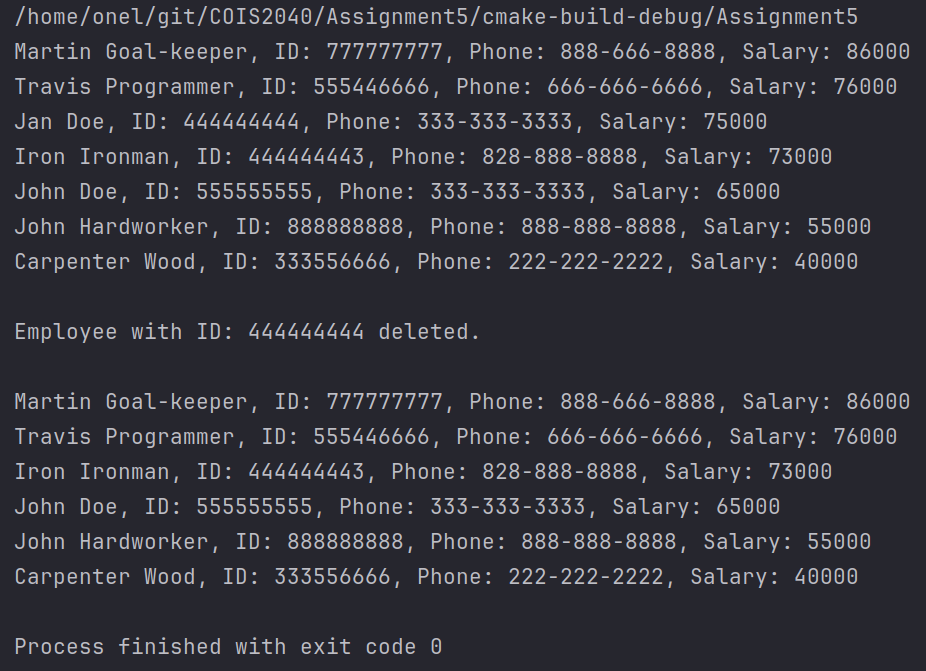 /home/onel/git/COIS2040/Assignment5/cmake-build-debug/Assignment5
Martin Goal-keeper, ID: 777777777, Phone: 888-666-8888, Salary: 86000
Travis Programmer, ID: 555446666, Phone: 666-666-6666, Salary: 76000
Jan Doe, ID: 444444444, Phone: 333-333-3333, Salary: 75000
Iron Ironman, ID: 444444443, Phone: 828-888-8888, Salary: 73000
John Doe, ID: 555555555, Phone: 333-333-3333, Salary: 65000
John Hardworker, ID: 888888888, Phone: 888-888-8888, Salary: 55000
Carpenter Wood, ID: 333556666, Phone: 222-222-2222, Salary: 40000
Employee with ID: 444444444 deleted.
Martin Goal-keeper, ID: 777777777, Phone: 888-666-8888, Salary: 86000
Travis Programmer, ID: 555446666, Phone: 666-666-6666, Salary: 76000
Iron Ironman, ID: 444444443, Phone: 828-888-8888, Salary: 73000
John Doe, ID: 555555555, Phone: 333-333-3333, Salary: 65000
John Hardworker, ID: 888888888, Phone: 888-888-8888, Salary: 55000
Carpenter Wood, ID: 333556666, Phone: 222-222-2222, Salary: 40000
Process finished with exit code 0